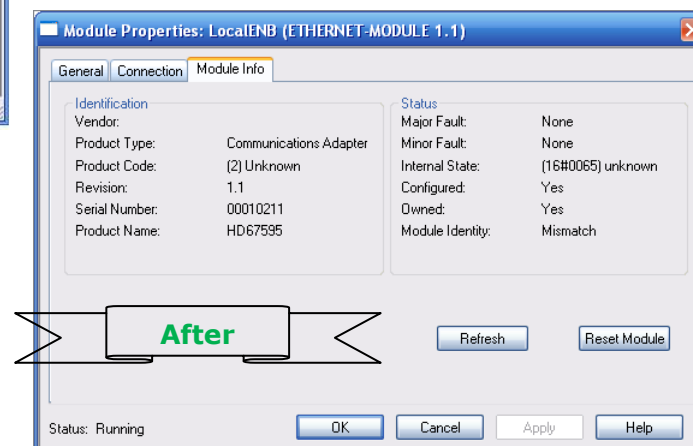 Module Properties: LocalENB (ETHERNET-MODULE 1.1)
General Connection Module Info
Identification
Vendor:
Product Type: Communications Adapter
Product Code: (2) Unknown
Revision: 1.1
Serial Number: 00010211
Product Name: HD67595
Status
Major Fault: None
Minor Fault: None
Internal State: (16#0065) unknown
Configured: Yes
Owned: Yes
Module Identity: Mismatch
After
Refresh Reset Module
Status: Running OK Cancel Apply Help